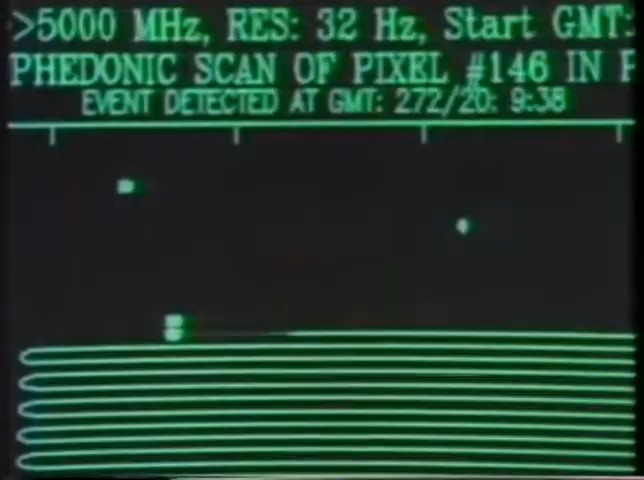 >5000 MHz, RES: 32 Hz, Start GMT:
PHEDONIC SCAN OF PIXEL #146 IN
EVENT DETECTED AT GMT: 272/20: 9:38